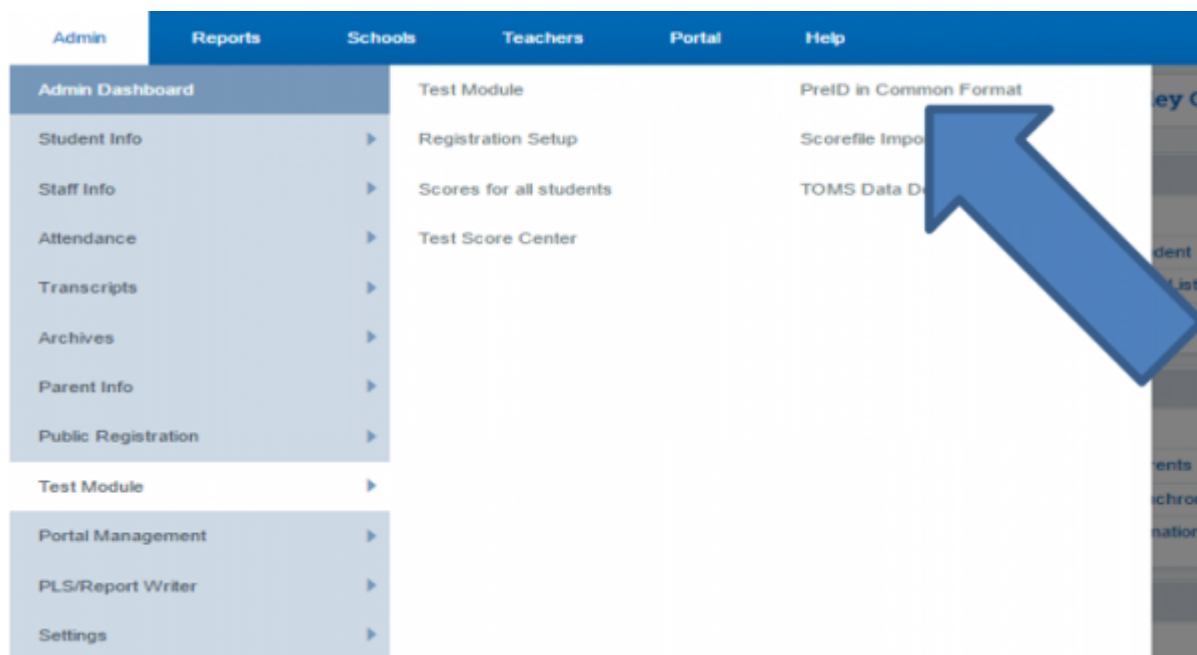 Admin Reports Schools Teachers Portal Help
Admin Dashboard Test Module PreID in Common Format
Student Info Registration Setup Scorefile
Staff Info Scores for all students TOMS Data
Attendance Test Score Center
Transcripts
Archives
Parent Info
Public Registration
Test Module
Portal Management
PLS/Report Writer
Settings